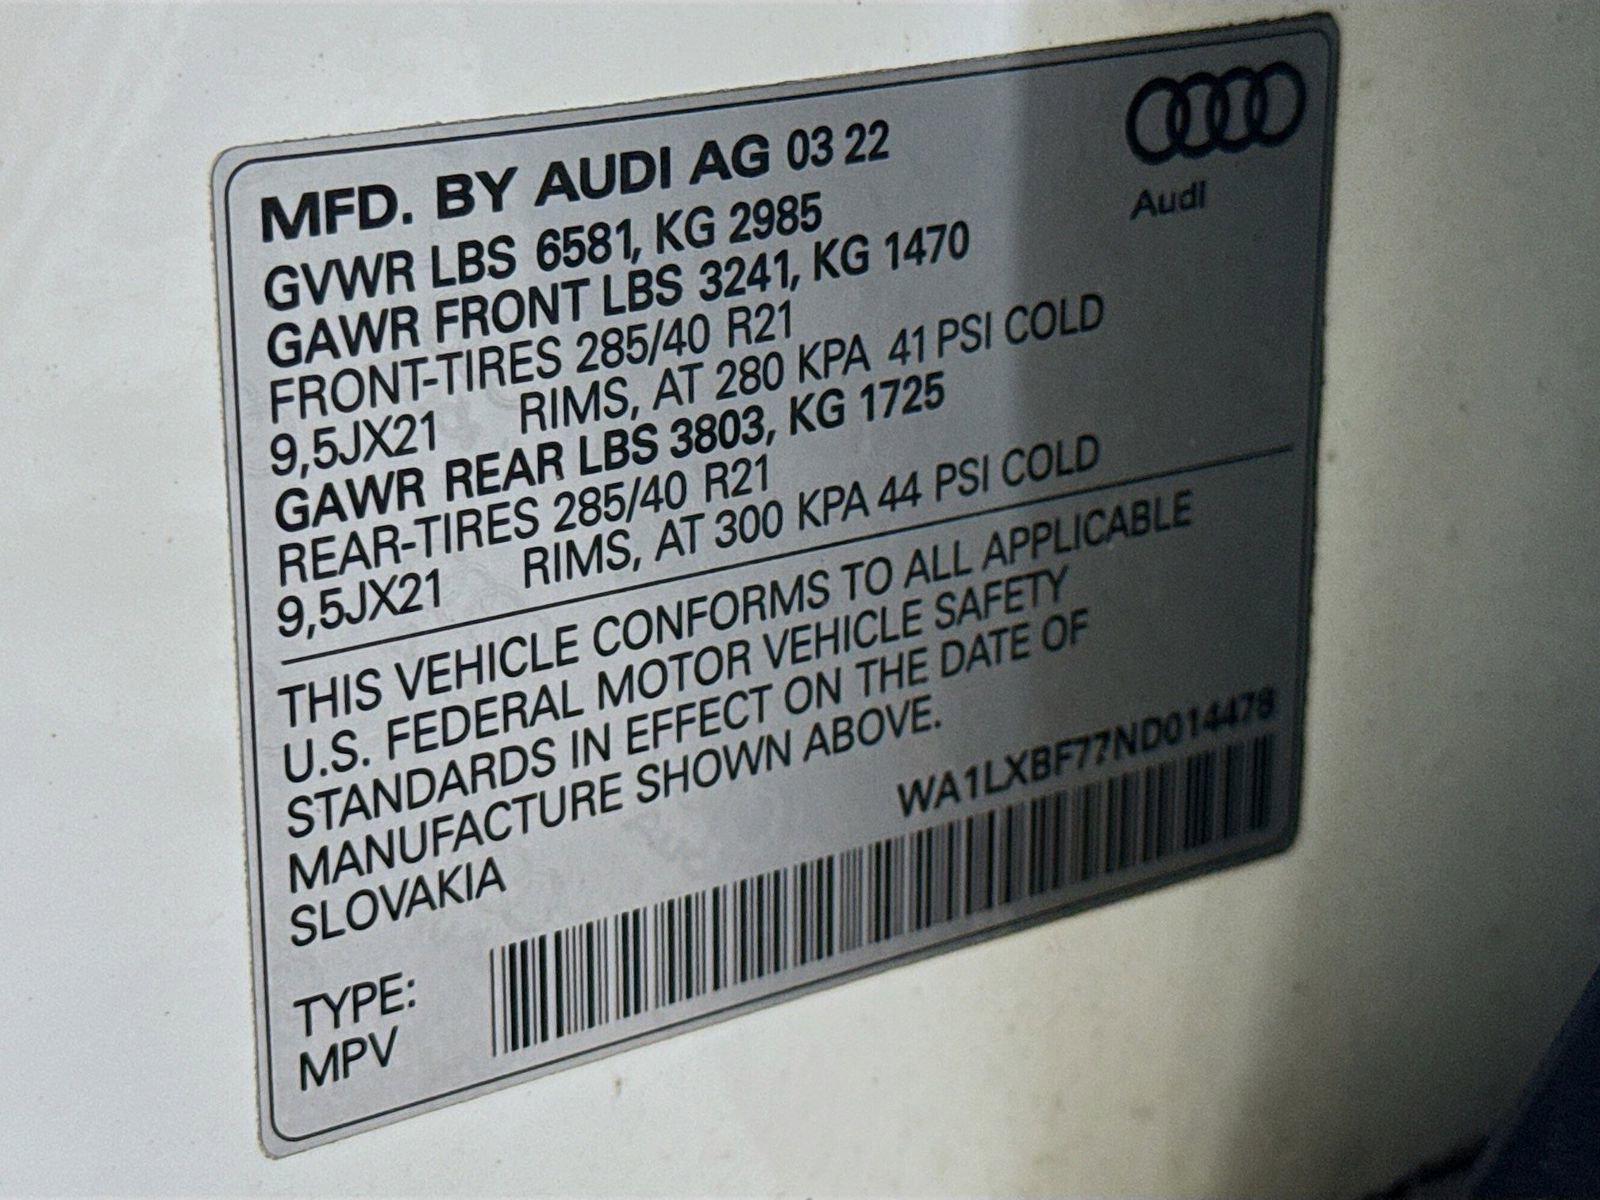 Audi
MFD. BY AUDI AG 03 22
GVWR LBS 6581, KG 2985
GAWR FRONT LBS 3241, KG 1470
FRONT-TIRES 285/40 R21
9,5JX21 RIMS, AT 280 KPA 41 PSI COLD
GAWR REAR LBS 3803, KG 1725
REAR-TIRES 285/40 R21
9,5JX21 RIMS, AT 300 KPA 44 PSI COLD
THIS VEHICLE CONFORMS TO ALL APPLICABLE
U.S. FEDERAL MOTOR VEHICLE SAFETY
STANDARDS IN EFFECT ON THE DATE OF
MANUFACTURE SHOWN ABOVE.
SLOVAKIA
WA1LXBF77ND014478
TYPE:
MPV